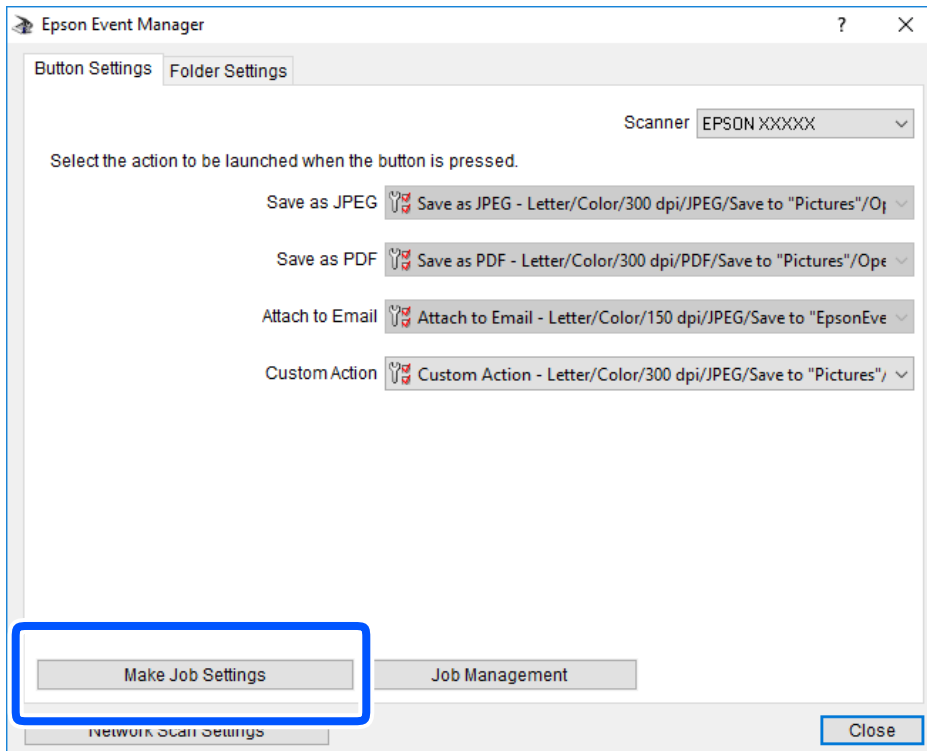 Epson Event Manager
Button Settings Folder Settings
Scanner EPSON XXXXX
Select the action to be launched when the button is pressed.
Save as JPEG Save as JPEG - Letter/Color/300 dpi/JPEG/Save to "Pictures"/Op
Save as PDF Save as PDF - Letter/Color/300 dpi/PDF/Save to "Pictures"/Ope
Attach to Email Attach to Email - Letter/Color/150 dpi/JPEG/Save to "EpsonEve
Custom Action Custom Action - Letter/Color/300 dpi/JPEG/Save to "Pictures"/
Make Job Settings Job Management
Network Scan Settings Close